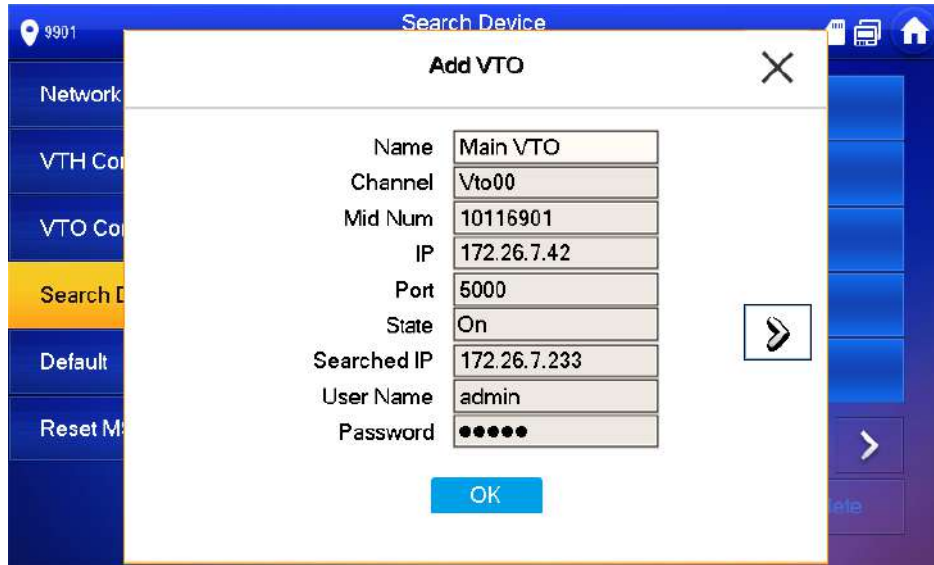 9901
Search Device
Add VTO
Network
VTH Co
VTO Co
Search D
Default
Reset MS
Name Main VTO
Channel Vto00
Mid Num 10116901
IP 172.26.7.42
Port 5000
State On
Searched IP 172.26.7.233
User Name admin
Password ●●●●●
OK